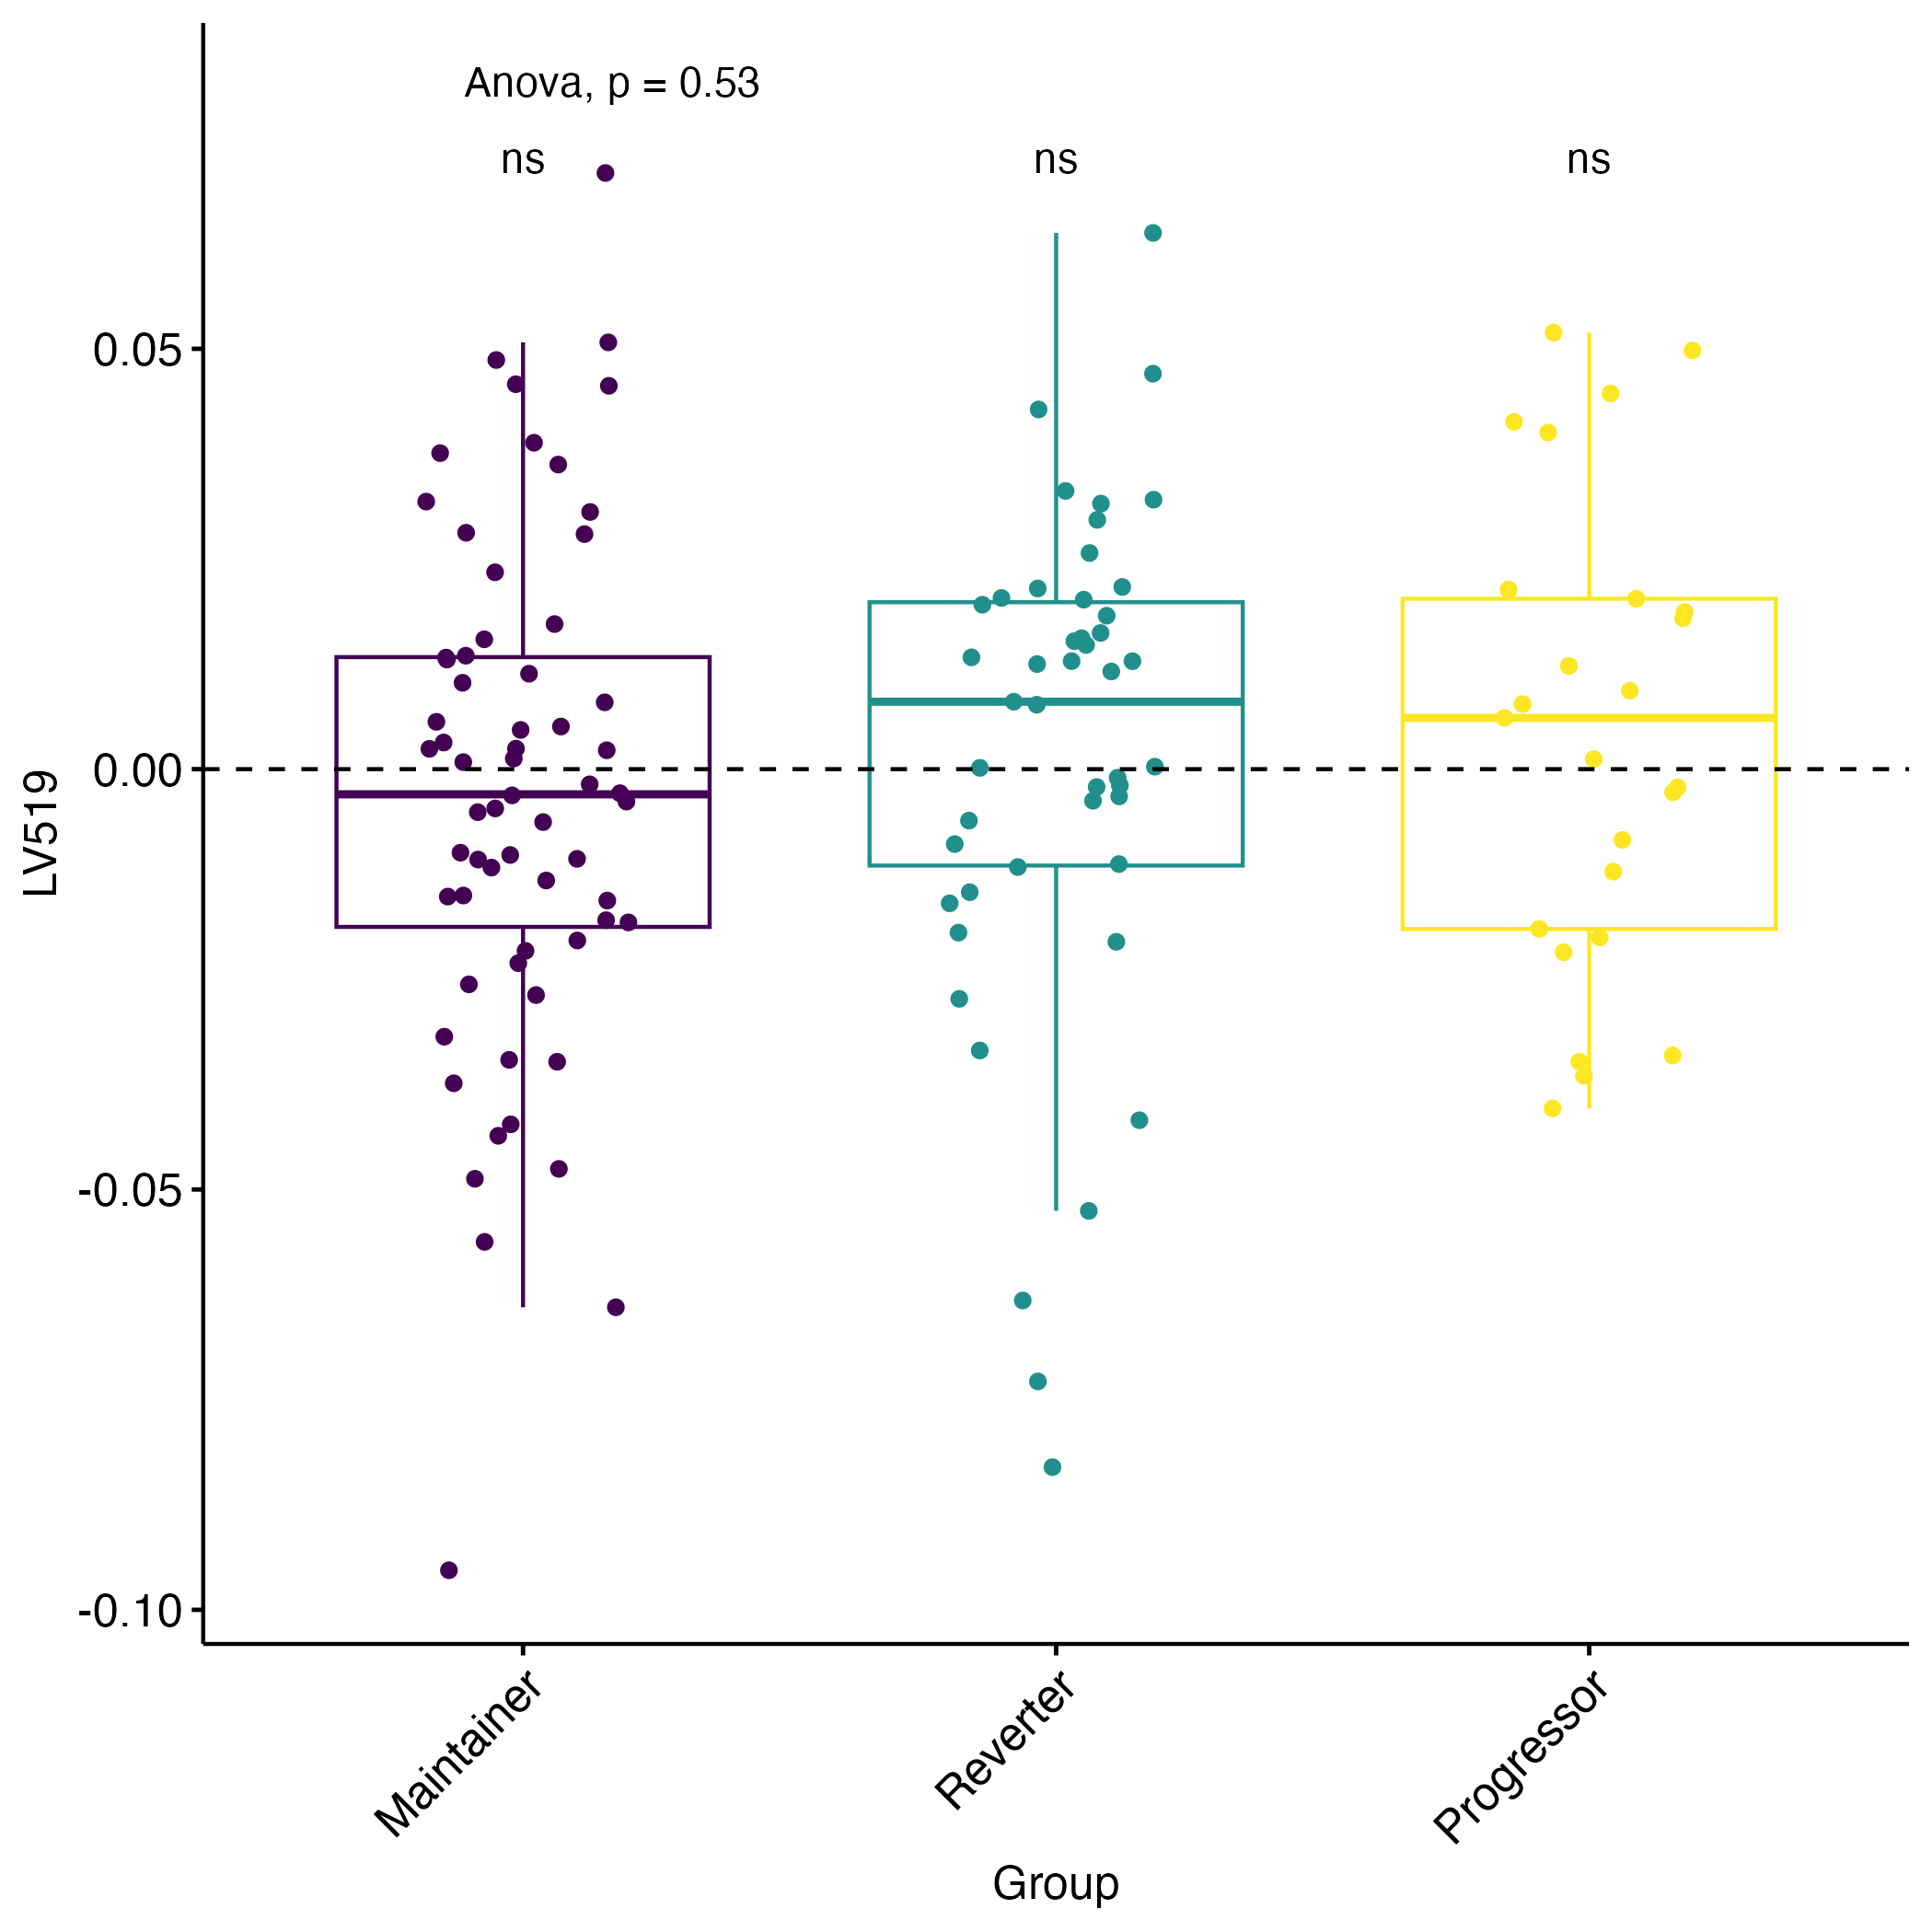 Anova, p = 0.53
ns ns ns
0.05
0.00
-0.05
-0.10
LV519
Maintainer Reverter Progressor
Group